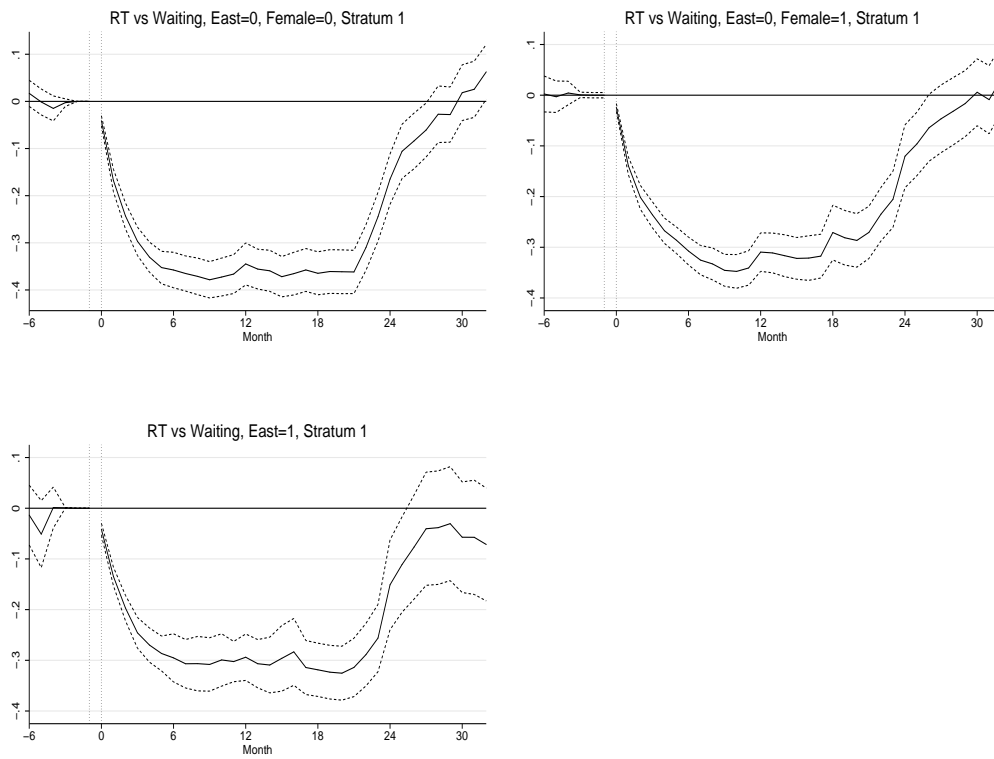 RT vs Waiting, East=0, Female=0, Stratum 1
.1
0
−.1
−.2
−.3
−.4
−6 0 6 12 18 24 30
Month
RT vs Waiting, East=0, Female=1, Stratum 1
.1
0
−.1
−.2
−.3
−.4
−6 0 6 12 18 24 30
Month
RT vs Waiting, East=1, Stratum 1
.1
0
−.1
−.2
−.3
−.4
−6 0 6 12 18 24 30
Month